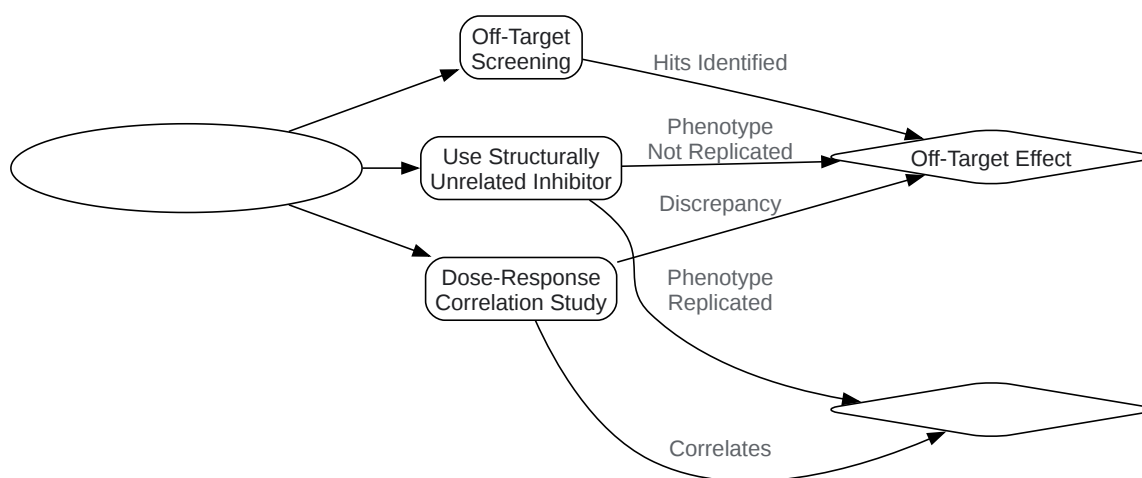 Off-Target
Screening
Hits Identified
Use Structurally
Unrelated Inhibitor
Phenotype
Not Replicated
Off-Target Effect
Discrepancy
Dose-Response
Correlation Study
Phenotype
Replicated
Correlates